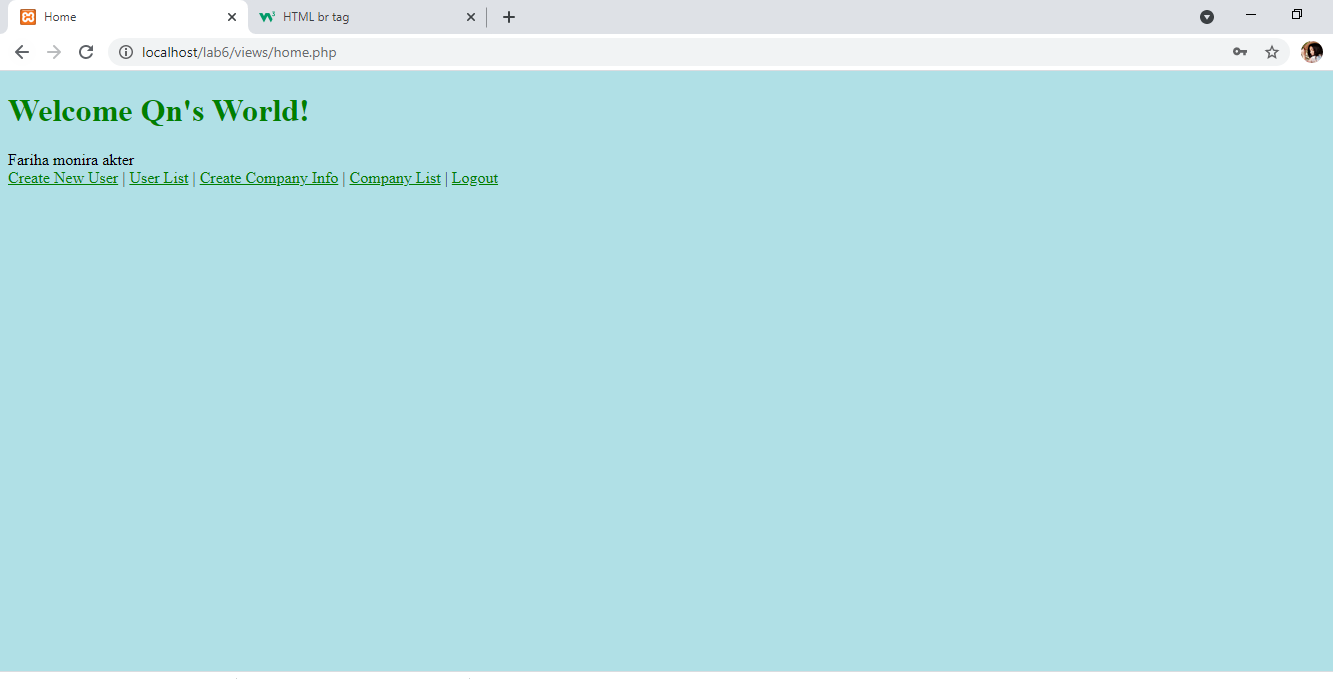 Home
HTML br tag
localhost/lab6/views/home.php
Welcome Qn's World!
Fariha monira akter
Create New User | User List | Create Company Info | Company List | Logout